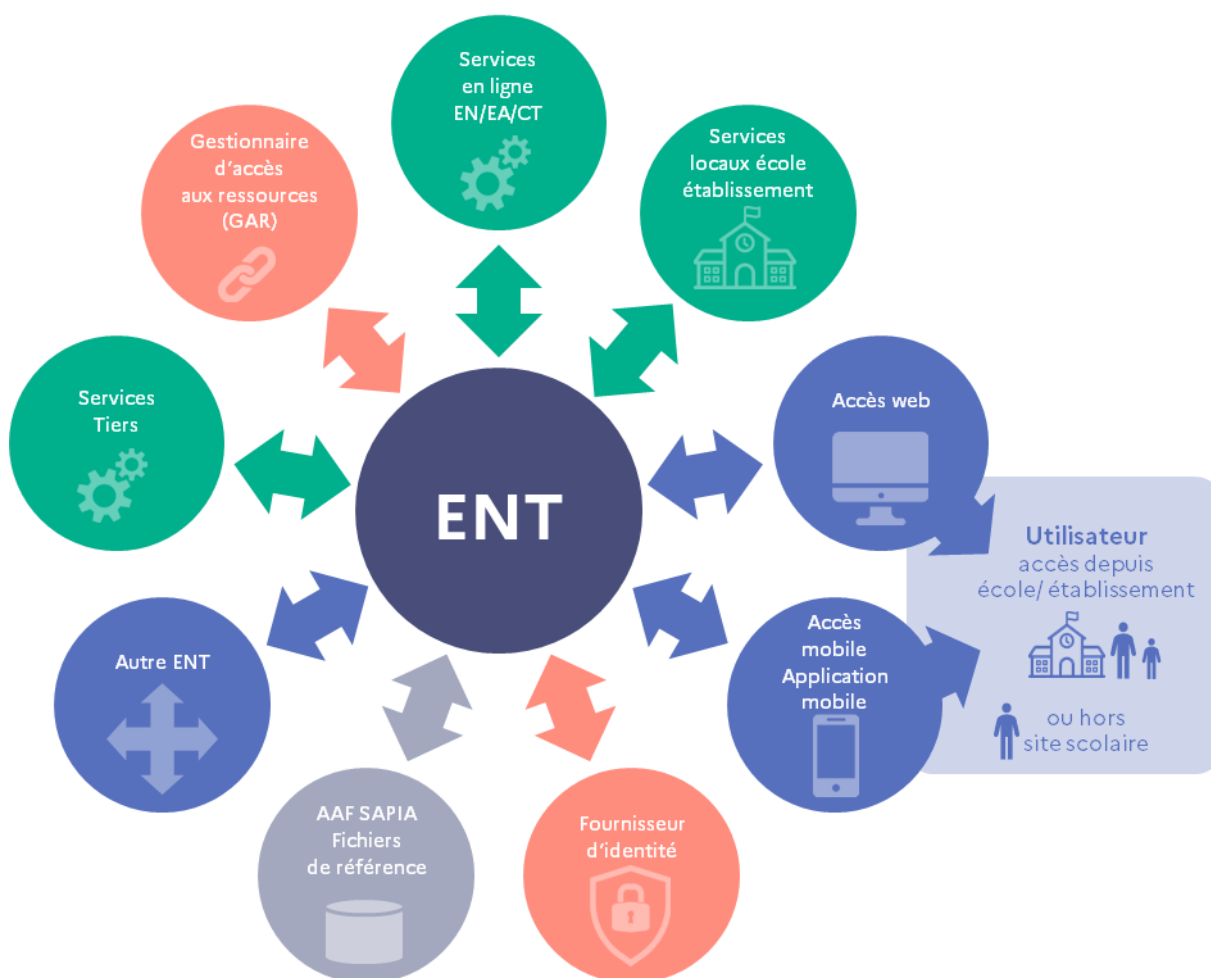 Services
en ligne
EN/EA/CT
Gestionnaire
d'accès
aux ressources
(GAR)
Services
locaux école
établissement
Services
Tiers
Accès web
ENT
Utilisateur
accès depuis
école/ établissement
ou hors
site scolaire
Autre ENT
Accès
mobile
Application
mobile
AAF SAPIA
Fichiers
de référence
Fournisseur
d'identité